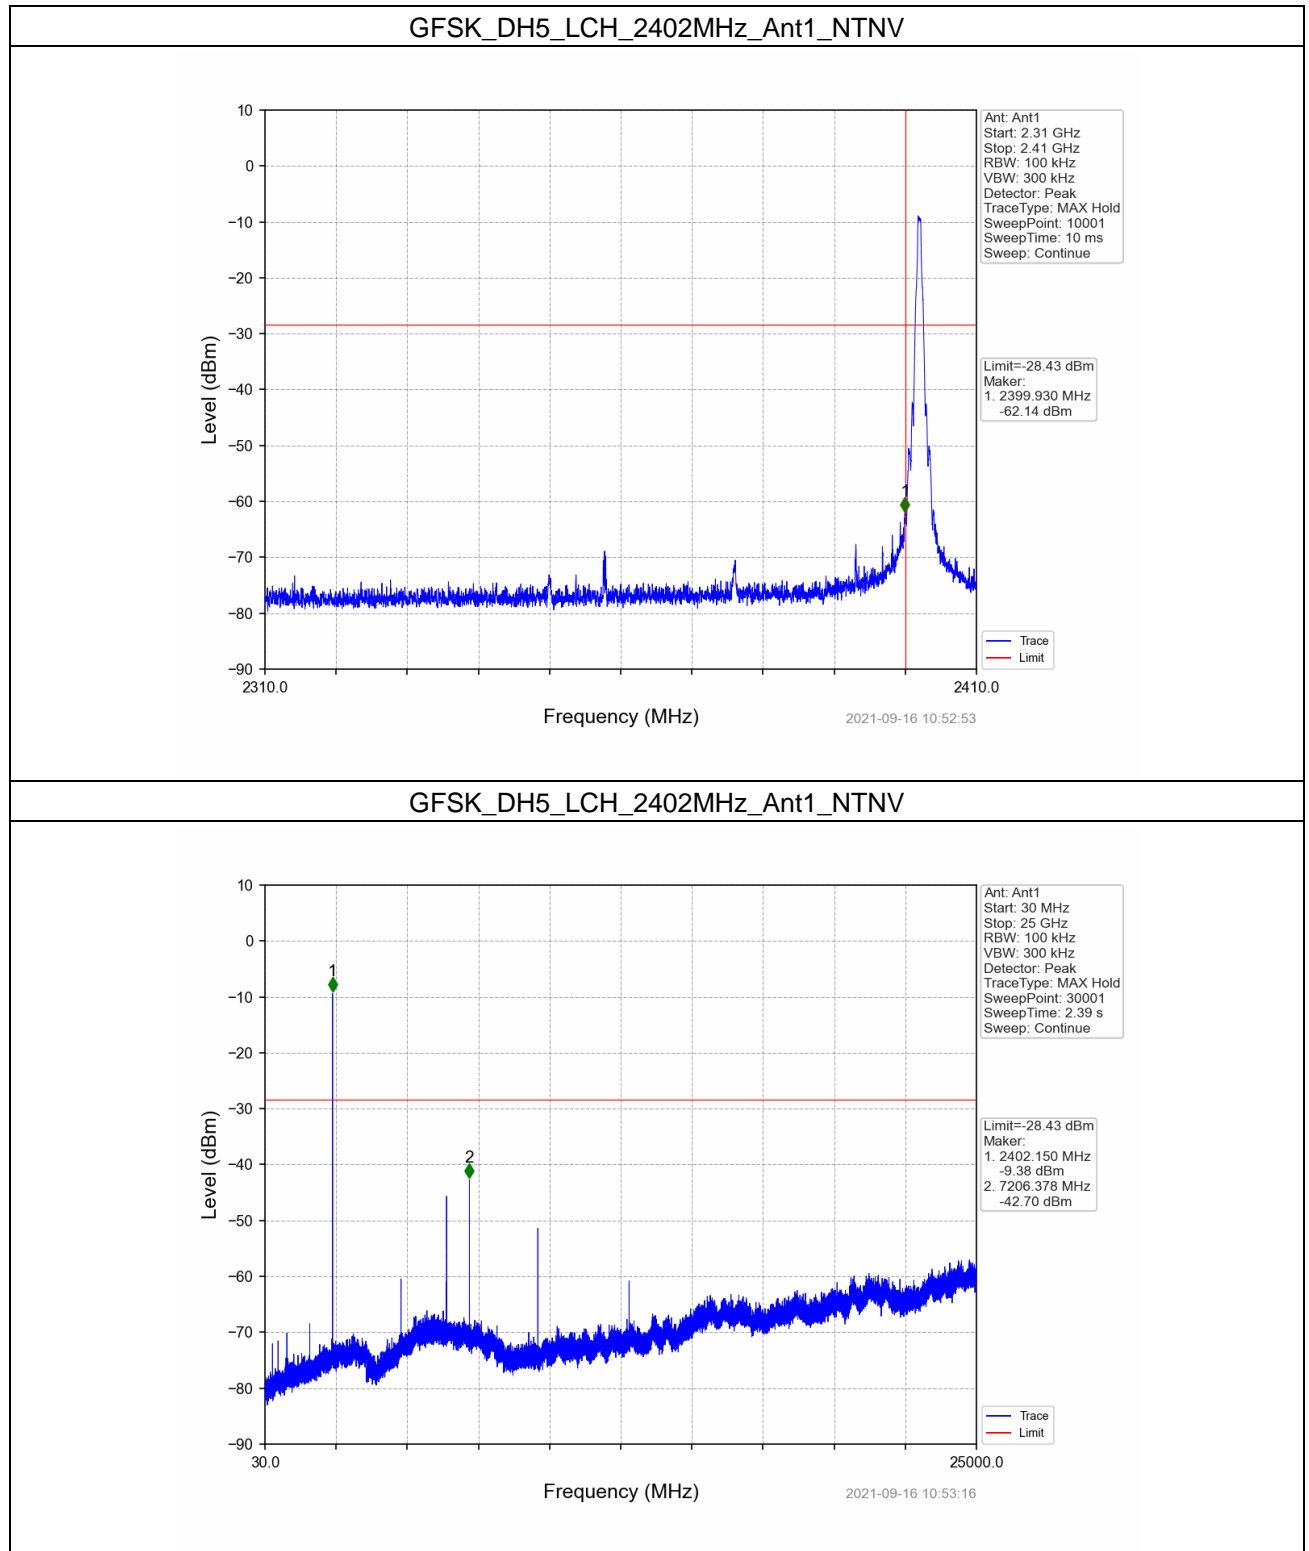 GFSK_DH5_LCH_2402MHz_Ant1_NTNV
10
0
−10
−20
−30
−40
−50
−60
−70
−80
−90
Level (dBm)
1
2310.0
2410.0
Frequency (MHz)
2021-09-16 10:52:53
Ant: Ant1
Start: 2.31 GHz
Stop: 2.41 GHz
RBW: 100 kHz
VBW: 300 kHz
Detector: Peak
TraceType: MAX Hold
SweepPoint: 10001
SweepTime: 10 ms
Sweep: Continue
Limit=-28.43 dBm
Maker:
1. 2399.930 MHz
-62.14 dBm
Trace
Limit
GFSK_DH5_LCH_2402MHz_Ant1_NTNV
10
0
−10
−20
−30
−40
−50
−60
−70
−80
−90
Level (dBm)
1
2
30.0
25000.0
Frequency (MHz)
2021-09-16 10:53:16
Ant: Ant1
Start: 30 MHz
Stop: 25 GHz
RBW: 100 kHz
VBW: 300 kHz
Detector: Peak
TraceType: MAX Hold
SweepPoint: 30001
SweepTime: 2.39 s
Sweep: Continue
Limit=-28.43 dBm
Maker:
1. 2402.150 MHz
-9.38 dBm
2. 7206.378 MHz
-42.70 dBm
Trace
Limit